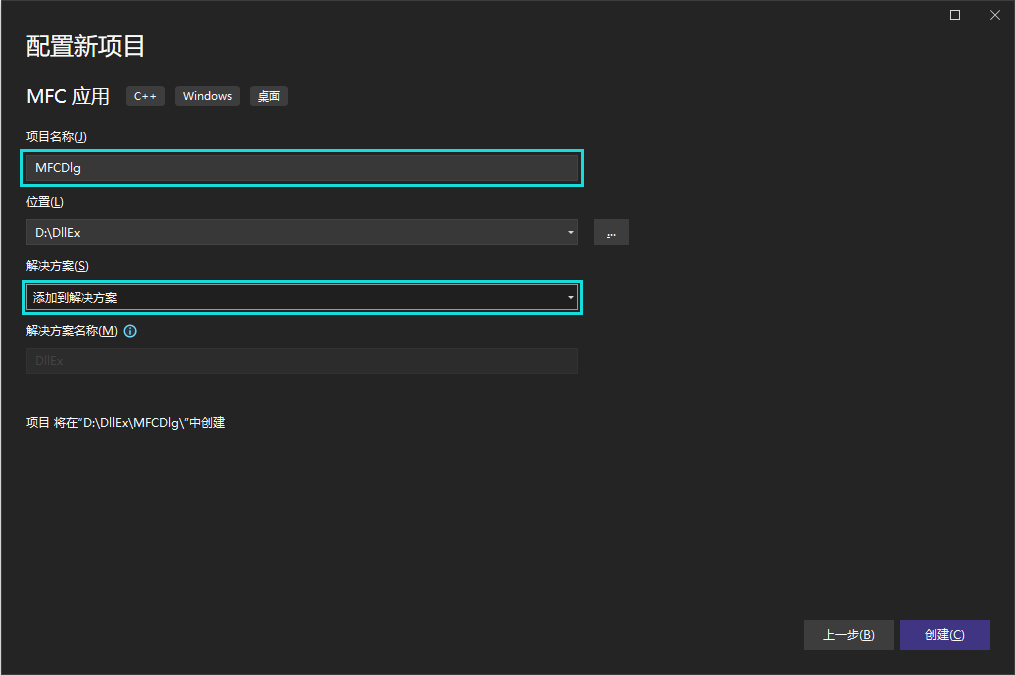 配置新项目
MFC 应用 C++ Windows 桌面
项目名称(J)
MFCDlg
位置(L)
D:\DllEx ...
解决方案(S)
添加到解决方案
解决方案名称(M)
DllEx
项目 将在“D:\DllEx\MFCDlg\”中创建
上一步(B) 创建(C)